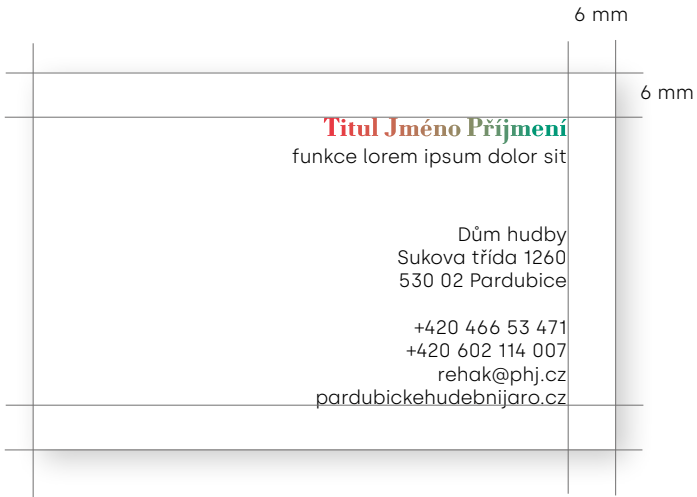 6 mm
6 mm
Titul Jméno Příjmení
funkce lorem ipsum dolor sit
Dům hudby
Sukova třída 1260
530 02 Pardubice
+420 466 53 471
+420 602 114 007
rehak@phj.cz
pardubickehudebnijaro.cz